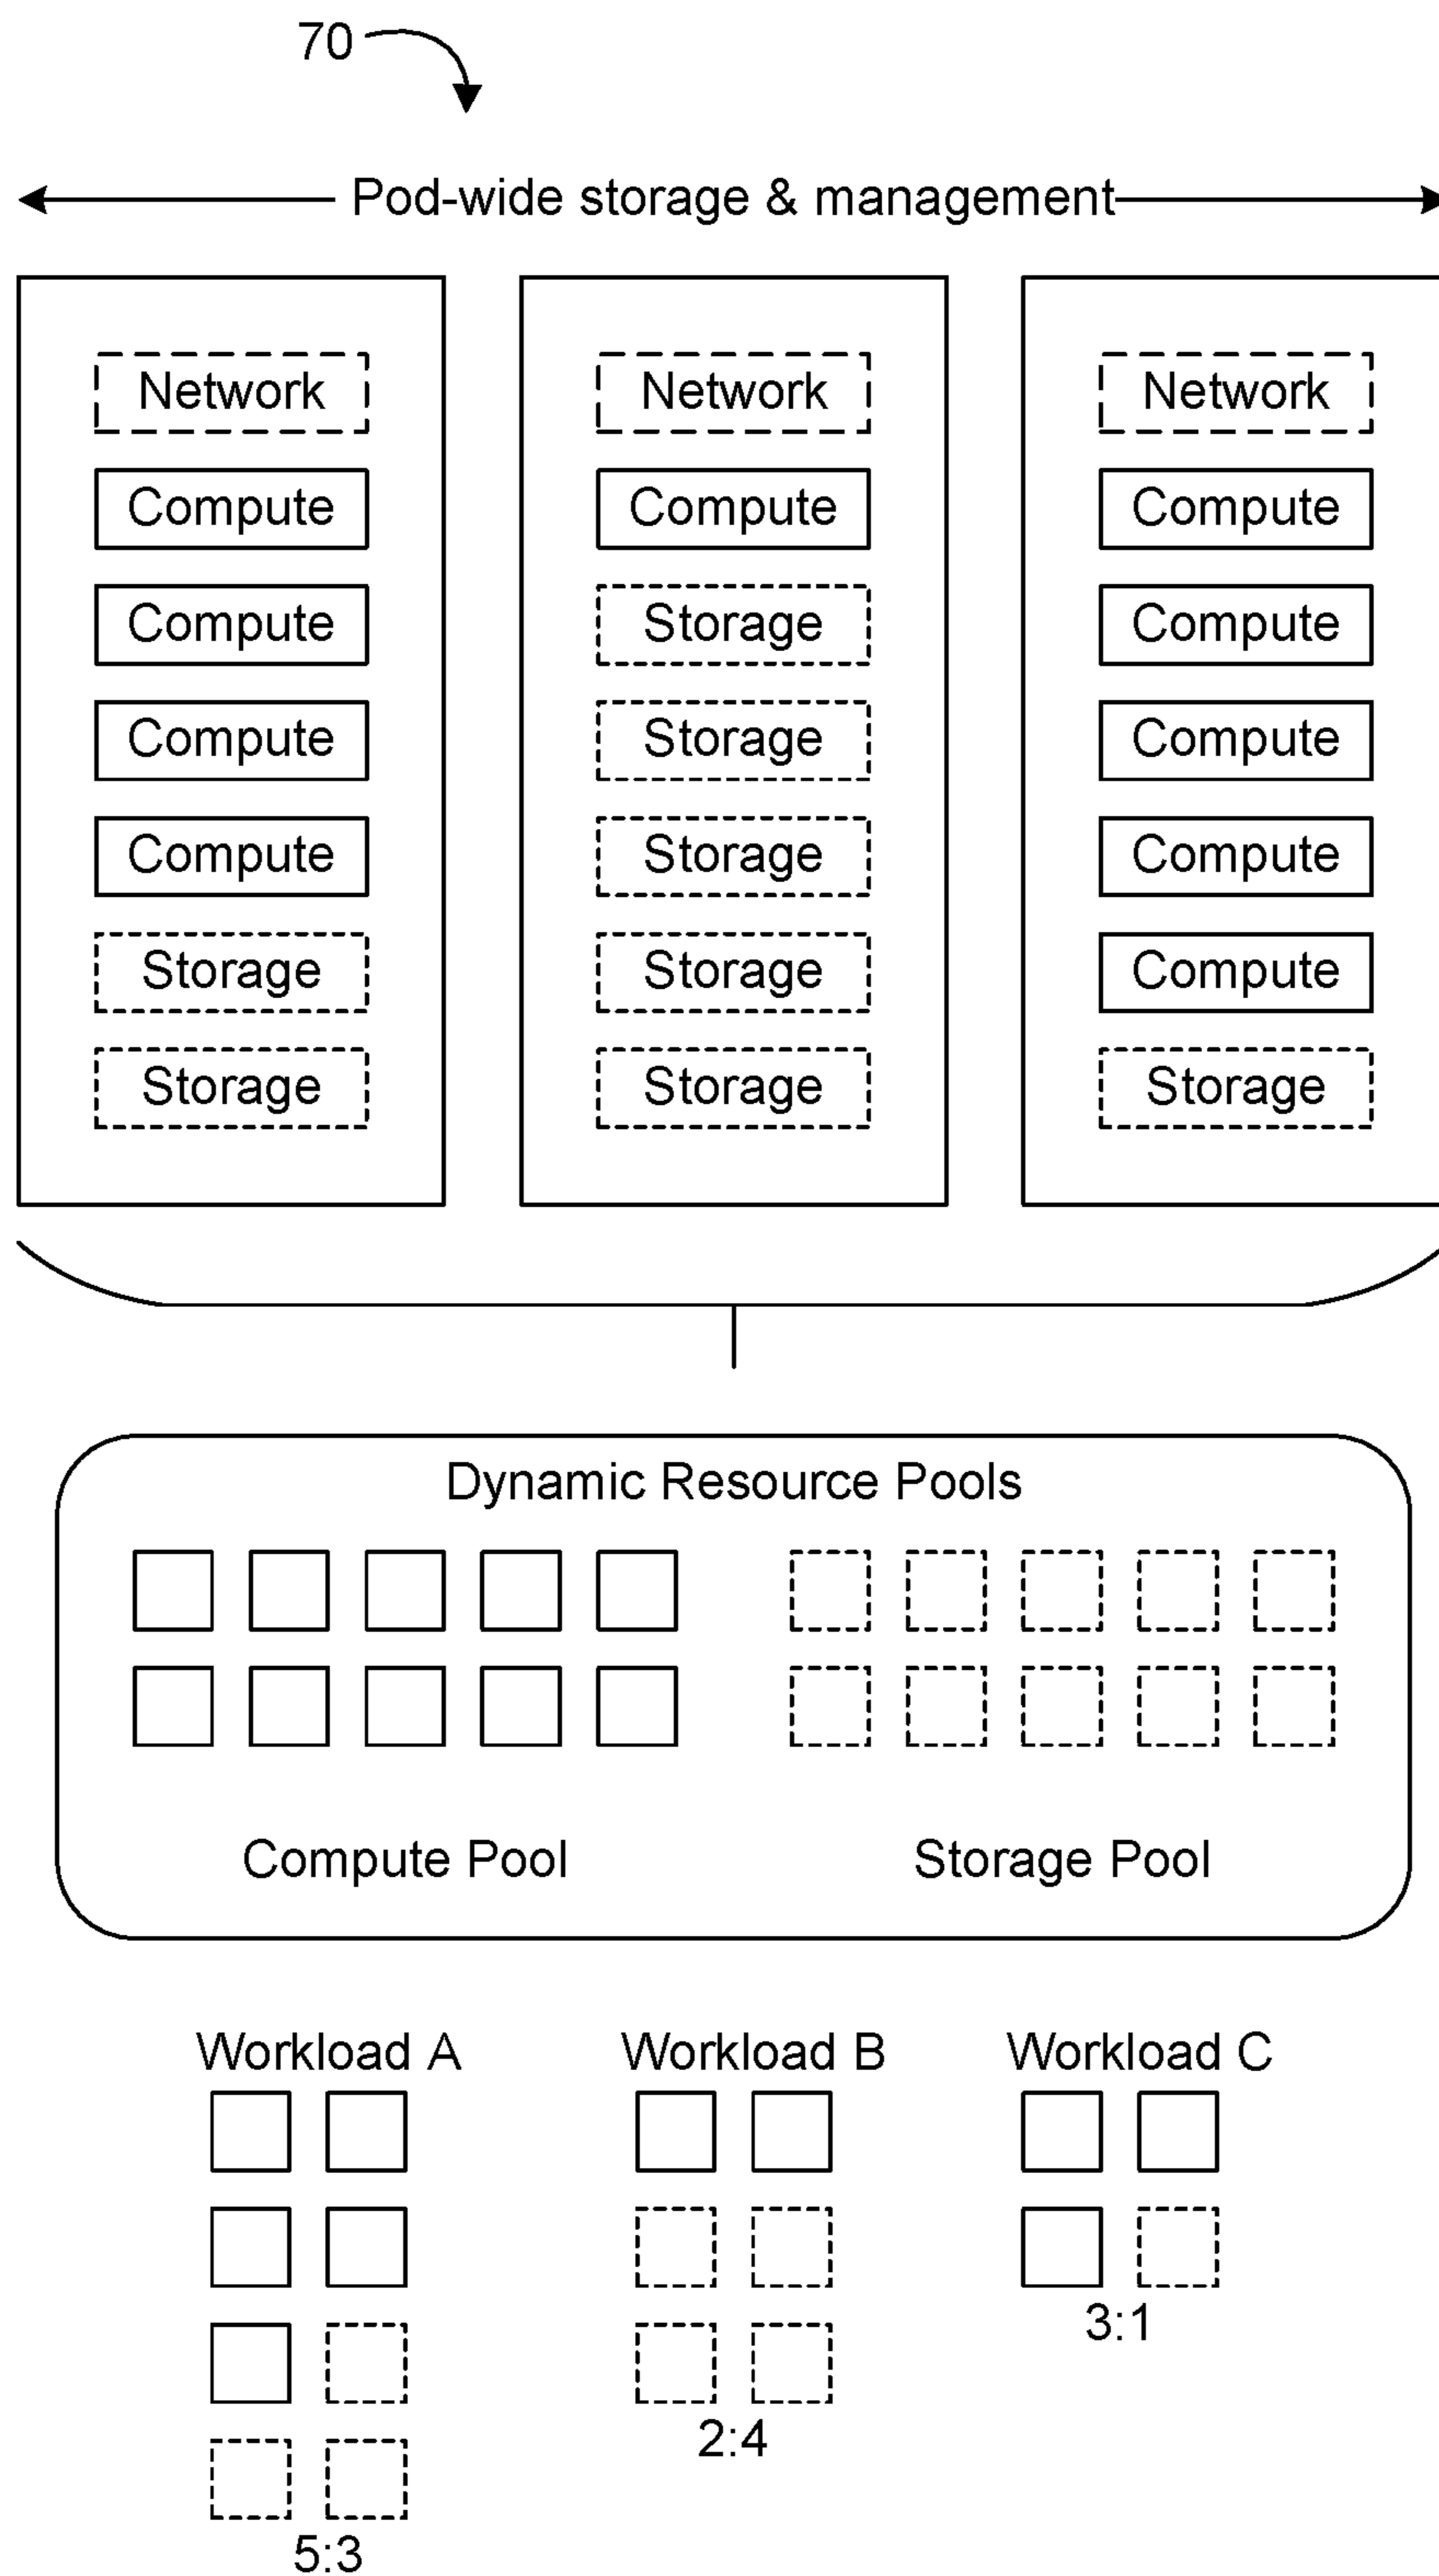 70
Pod-wide storage & management
Network
Compute
Compute
Compute
Compute
Storage
Storage
Network
Compute
Storage
Storage
Storage
Storage
Storage
Network
Compute
Compute
Compute
Compute
Compute
Storage
Dynamic Resource Pools
Compute Pool
Storage Pool
Workload A
5:3
Workload B
2:4
Workload C
3:1